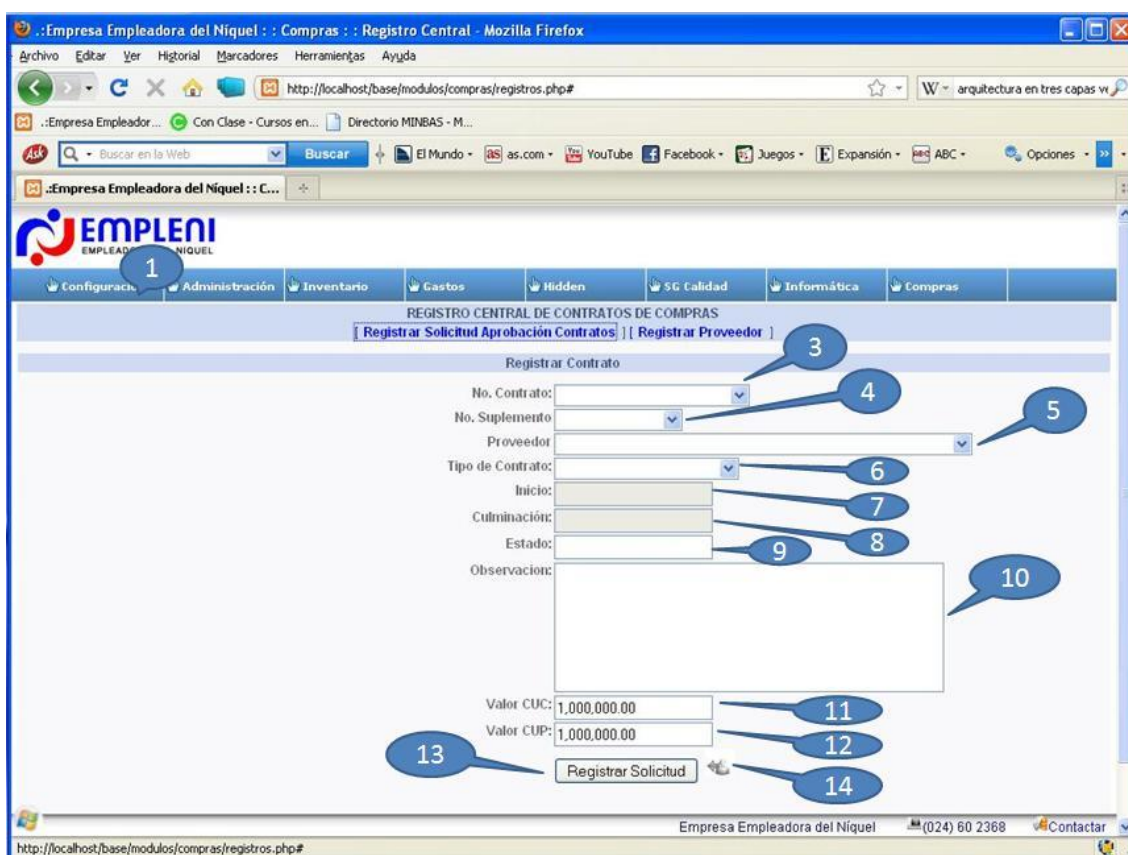 .:Empresa Empleadora del Níquel : : Compras : : Registro Central - Mozilla Firefox
Archivo Editar Ver Historial Marcadores Herramientas Ayuda
http://localhost/base/modulos/compras/registros.php#
W arquitectura en tres capas
.:Empresa Empleador... Con Clase - Cursos en... Directorio MINBAS - M...
Ask Buscar en la Web Buscar El Mundo as as.com YouTube Facebook Juegos E Expansión ABC Opciones »
.:Empresa Empleadora del Níquel : : C...
EMPLENI
NIQUEL
1
Administración Inventario Gastos Hidden SG Calidad Informática Compras
REGISTRO CENTRAL DE CONTRATOS DE COMPRAS
[ Registrar Solicitud Aprobación Contratos ] [ Registrar Proveedor ]
3
Registrar Contrato
No. Contrato:
4
No. Suplemento
5
Proveedor
Tipo de Contrato:
6
Inicio:
7
Culminación:
8
Estado:
9
Observacion:
10
Valor CUC: 1,000,000.00
11
Valor CUP: 1,000,000.00
12
13
Registrar Solicitud
14
Empresa Empleadora del Níquel (024) 60 2368 Contactar
http://localhost/base/modulos/compras/registros.php#